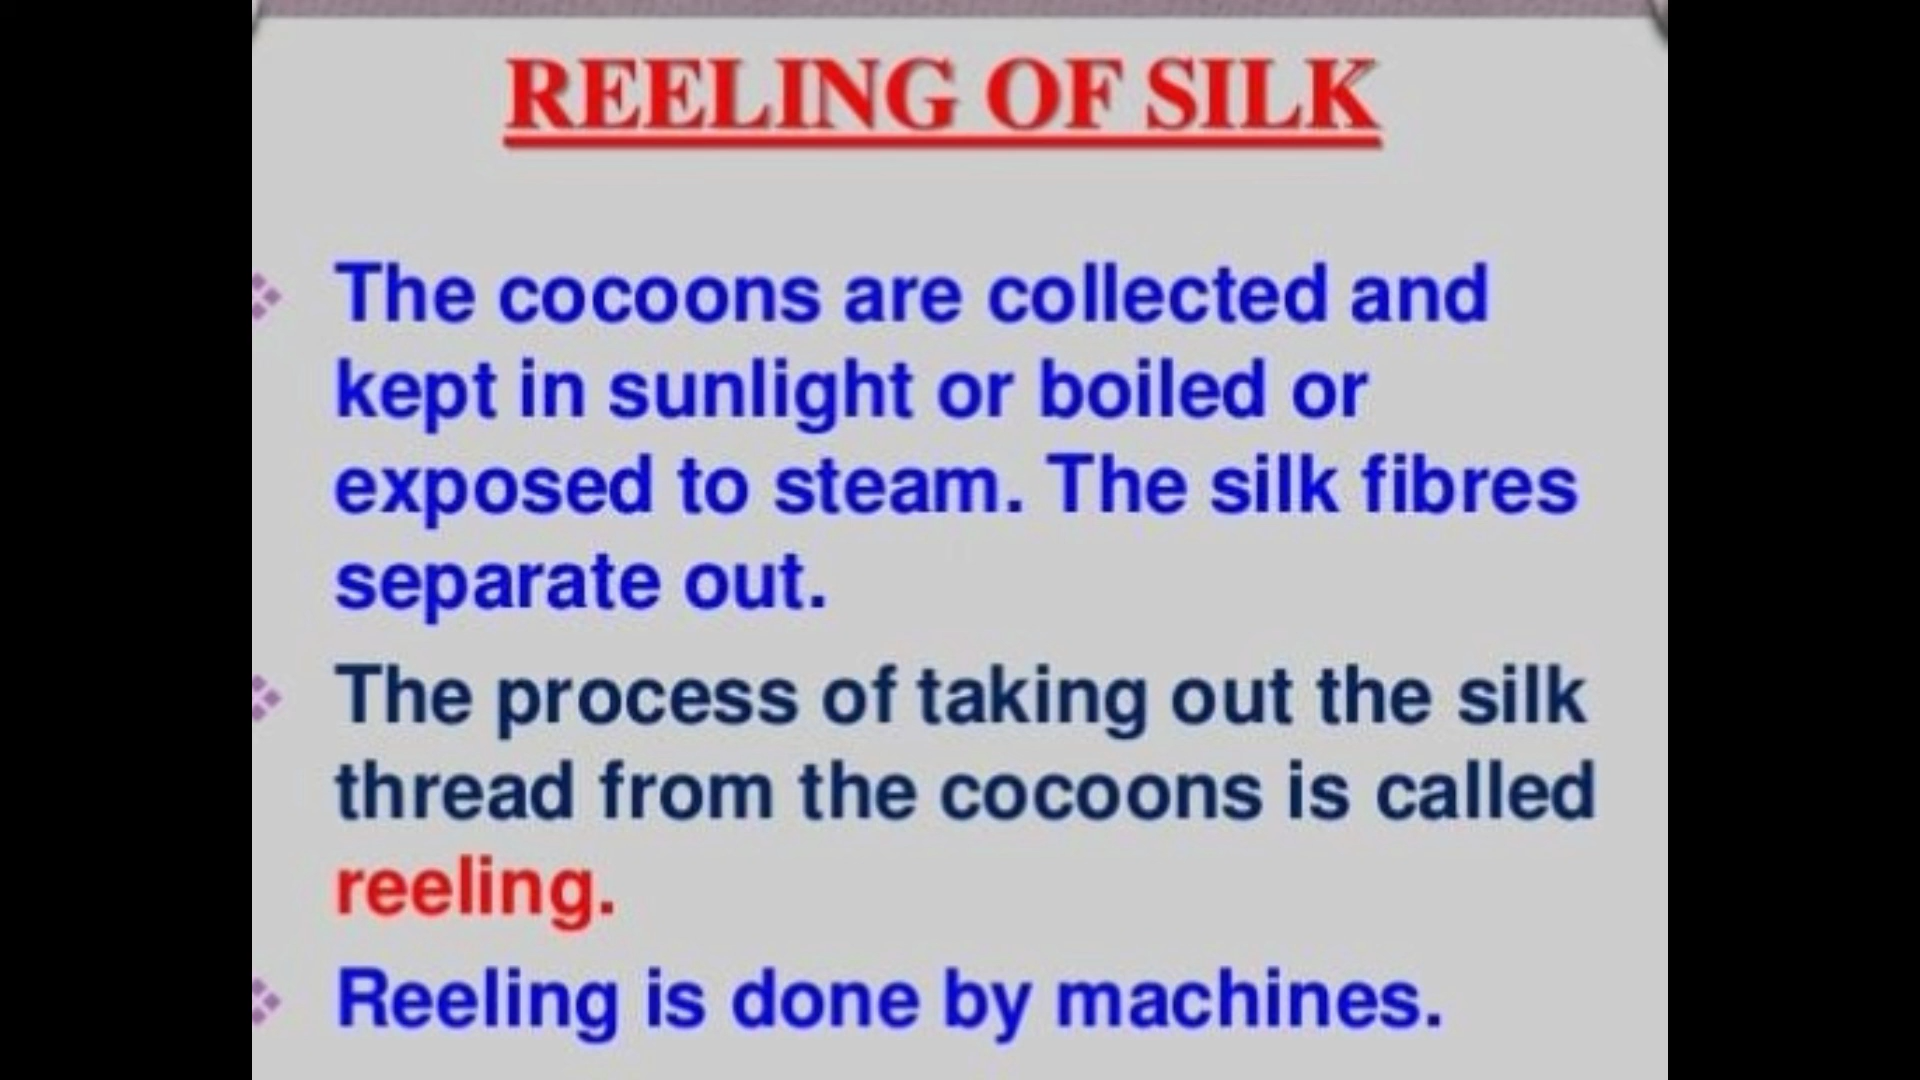 REELING OF SILK
The cocoons are collected and
kept in sunlight or boiled or
exposed to steam. The silk fibres
separate out.
The process of taking out the silk
thread from the cocoons is called
reeling.
Reeling is done by machines.